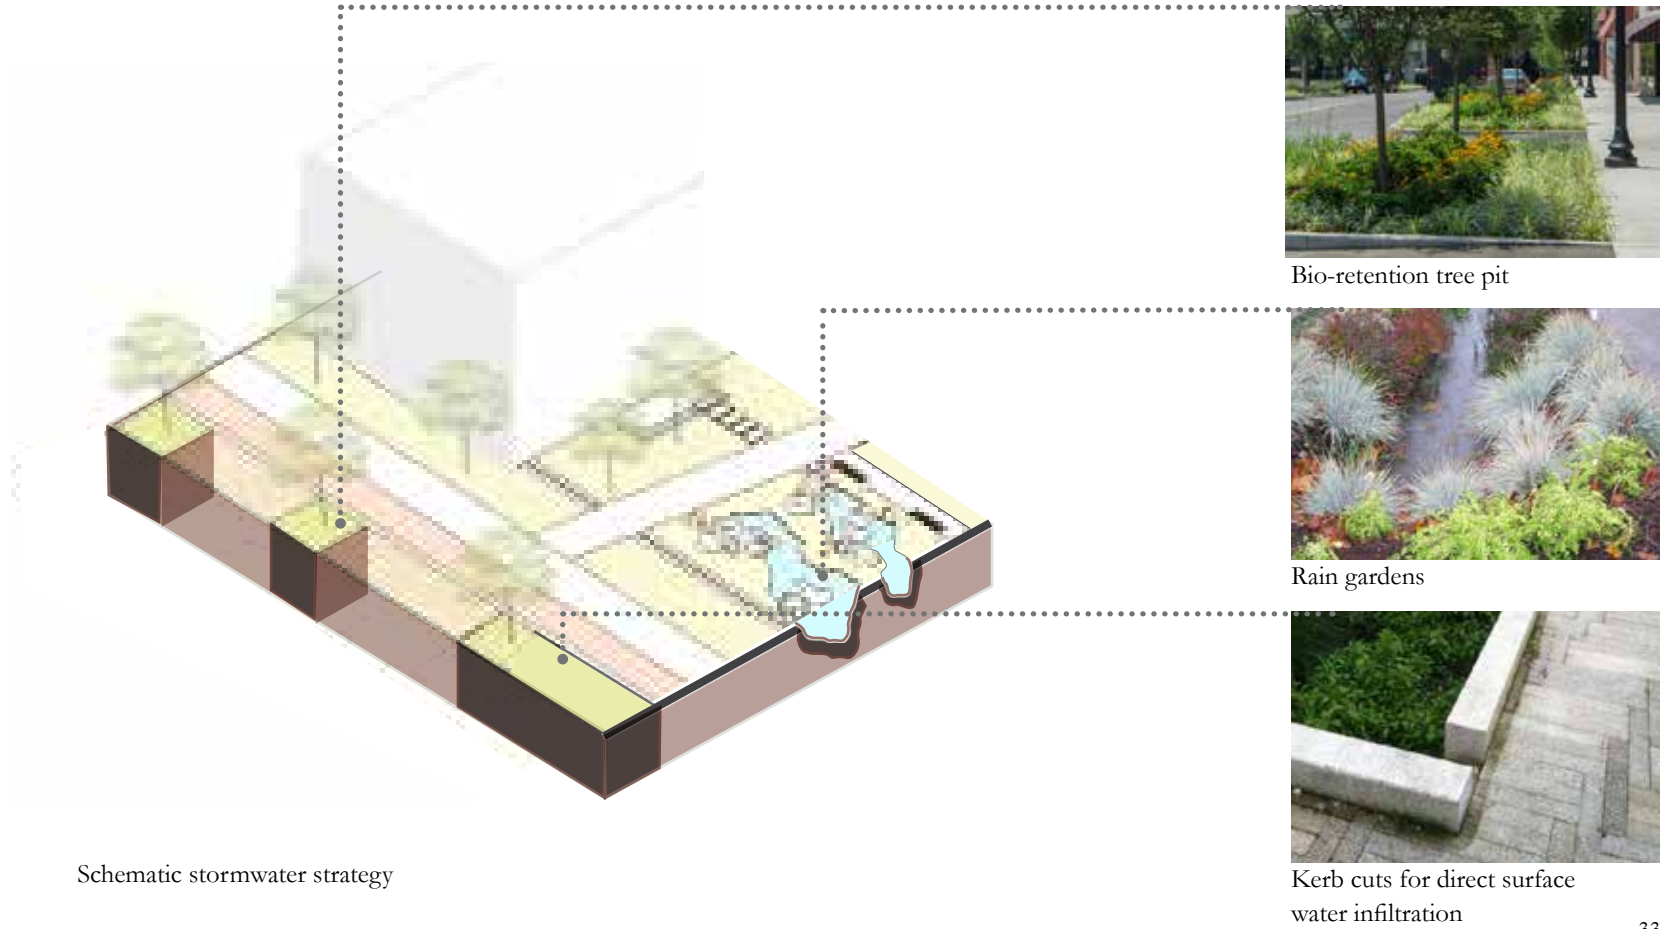 Bio-retention tree pit
Rain gardens
Kerb cuts for direct surface
water infiltration
Schematic stormwater strategy
33